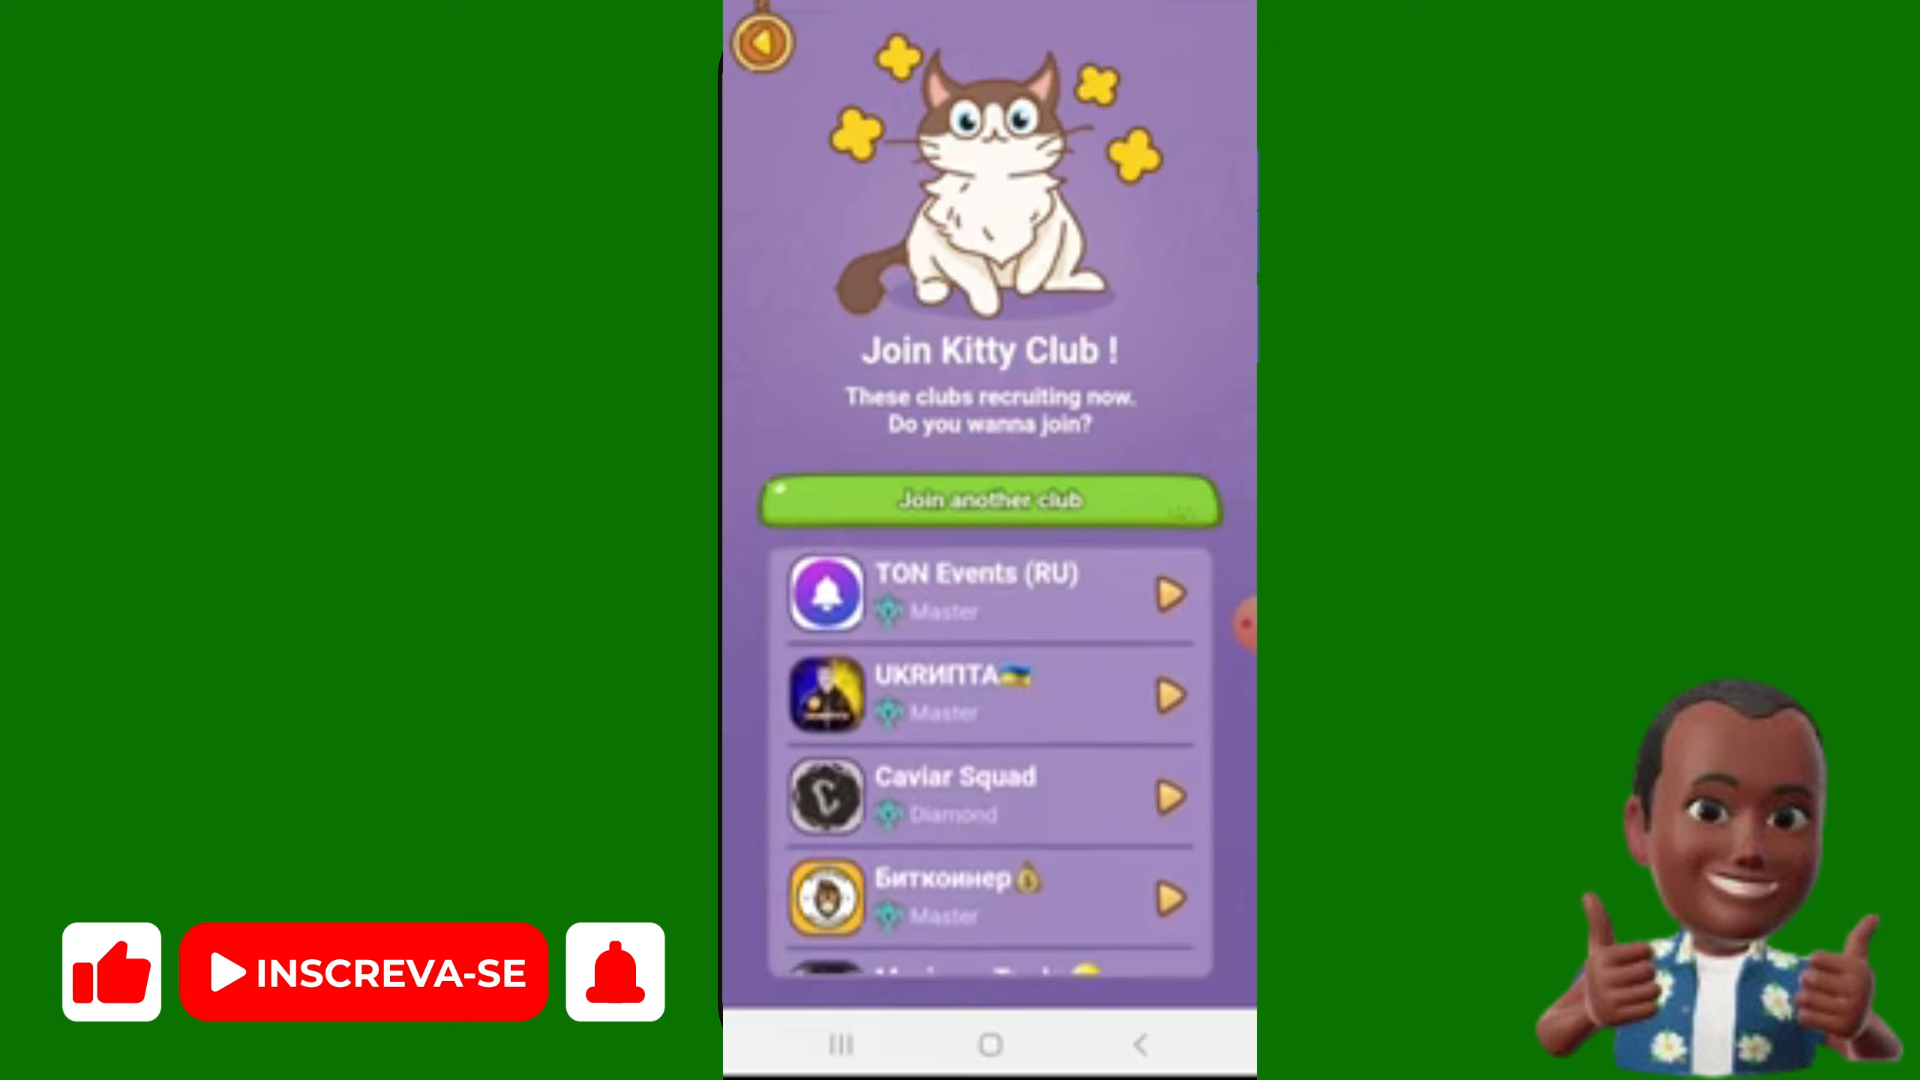 Join Kitty Club !
These clubs recruiting now.
Do you wanna join?
Join another club
TON Events (RU)
Master
UKRИПТА
Master
Caviar Squad
Diamond
Биткоинер
Master
INSCREVA-SE